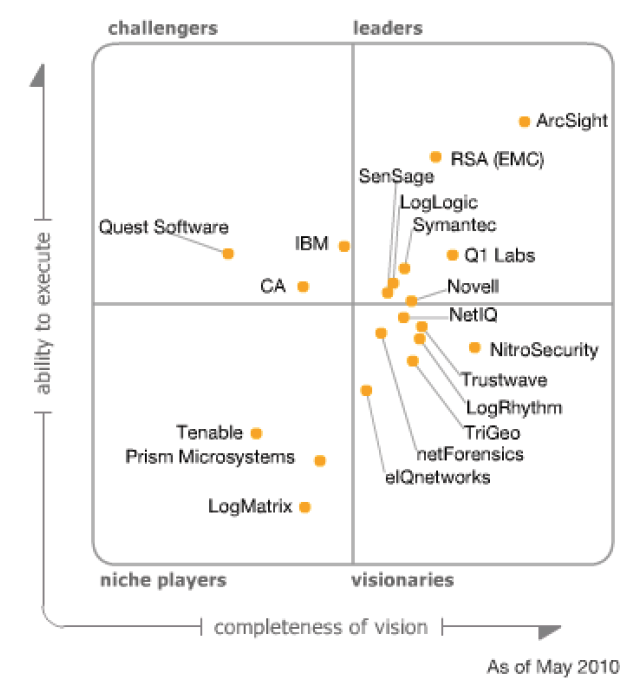 challengers
leaders
ArcSight
RSA (EMC)
SenSage
LogLogic
Symantec
Quest Software
IBM
Q1 Labs
CA
Novell
NetIQ
NitroSecurity
Trustwave
LogRhythm
TriGeo
netForensics
eIQnetworks
Tenable
Prism Microsystems
LogMatrix
niche players
visionaries
ability to execute
completeness of vision
As of May 2010